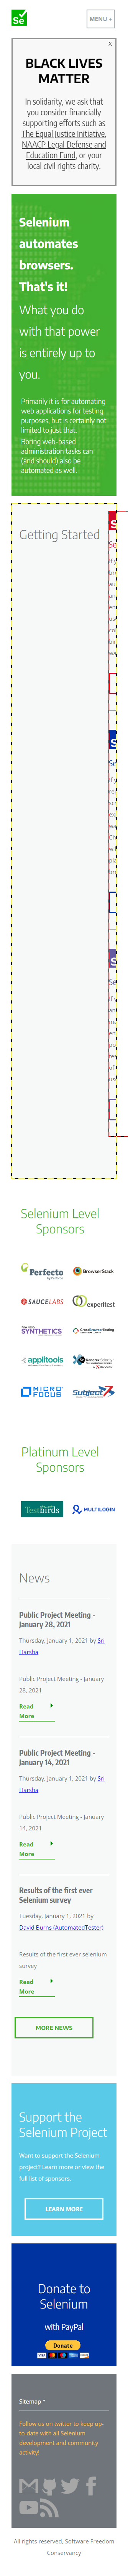 Se
MENU +
X
BLACK LIVES
MATTER
In solidarity, we ask that
you consider financially
supporting efforts such as
The Equal Justice Initiative,
NAACP Legal Defense and
Education Fund, or your
local civil rights charity.
Selenium
automates
browsers.
That's it!
What you do
with that power
is entirely up to
you.
Primarily it is for automating
web applications for testing
purposes, but is certainly not
limited to just that.
Boring web-based
administration tasks can
(and should) also be
automated as well.
Getting Started
Selenium Level
Sponsors
Perfecto
BrowserStack
SAUCELABS
experitest
SYNTHETICS
CrossBrowserTesting
applitools
MICRO
FOCUS
Subject7
Platinum Level
Sponsors
TestBirds
MULTILOGIN
News
Public Project Meeting -
January 28, 2021
Thursday, January 1, 2021 by Sri
Harsha
Public Project Meeting - January
28, 2021
Read
More
Public Project Meeting -
January 14, 2021
Thursday, January 1, 2021 by Sri
Harsha
Public Project Meeting - January
14, 2021
Read
More
Results of the first ever
Selenium survey
Tuesday, January 1, 2021 by
David Burns (AutomatedTester)
Results of the first ever selenium
survey
Read
More
MORE NEWS
Support the
Selenium Project
Want to support the Selenium
project? Learn more or view the
full list of sponsors.
LEARN MORE
Donate to
Selenium
with PayPal
Donate
Sitemap
Follow us on twitter to keep up-
to-date with all Selenium
development and community
activity!
All rights reserved, Software Freedom
Conservancy